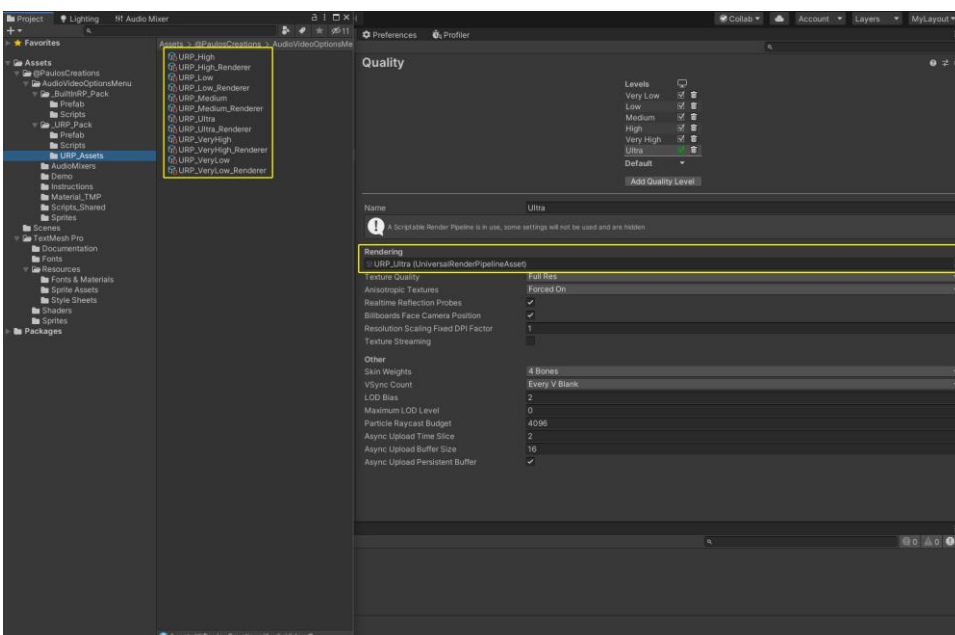 Project Lighting Audio Mixer
Collab Account Layers MyLayout
Favorites
Assets
@PaulosCreations
AudioVideoOptionsMenu
_BuiltInRP_Pack
Prefab
Scripts
_URP_Pack
Prefab
Scripts
URP_Assets
AudioMixers
Demo
Instructions
Material_TMP
Scripts_Shared
Sprites
Scenes
TextMesh Pro
Documentation
Fonts
Resources
Fonts & Materials
Sprite Assets
Style Sheets
Shaders
Sprites
Packages
Assets > @PaulosCreations > AudioVideoOptionsMe
URP_High
URP_High_Renderer
URP_Low
URP_Low_Renderer
URP_Medium
URP_Medium_Renderer
URP_Ultra
URP_Ultra_Renderer
URP_VeryHigh
URP_VeryHigh_Renderer
URP_VeryLow
URP_VeryLow_Renderer
Preferences Profiler
Quality
Levels
Very Low
Low
Medium
High
Very High
Ultra
Default
Add Quality Level
Name Ultra
A Scriptable Render Pipeline is in use, some settings will not be used and are hidden
Rendering
URP_Ultra (UniversalRenderPipelineAsset)
Texture Quality Full Res
Anisotropic Textures Forced On
Realtime Reflection Probes
Billboards Face Camera Position
Resolution Scaling Fixed DPI Factor 1
Texture Streaming
Other
Skin Weights 4 Bones
VSync Count Every V Blank
LOD Bias 2
Maximum LOD Level 0
Particle Raycast Budget 4096
Async Upload Time Slice 2
Async Upload Buffer Size 16
Async Upload Persistent Buffer
0 0